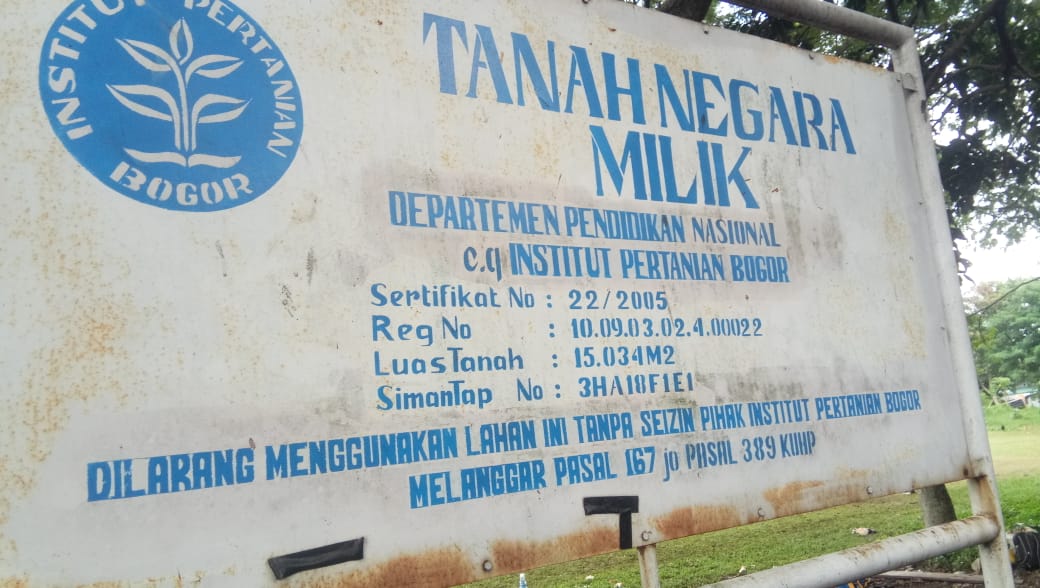 INSTITUT PERTANIAN
BOGOR
TANAH NEGARA
MILIK
DEPARTEMEN PENDIDIKAN NASIONAL
c.q INSTITUT PERTANIAN BOGOR
Sertifikat No : 22/2005
Reg No : 10.09.03.02.4.00022
Luas Tanah : 15.034M2
SimanTap No : 3HA18F1E1
DILARANG MENGGUNAKAN LAHAN INI TANPA SEIZIN PIHAK INSTITUT PERTANIAN BOGOR
MELANGGAR PASAL 167 jo PASAL 389 KUHP